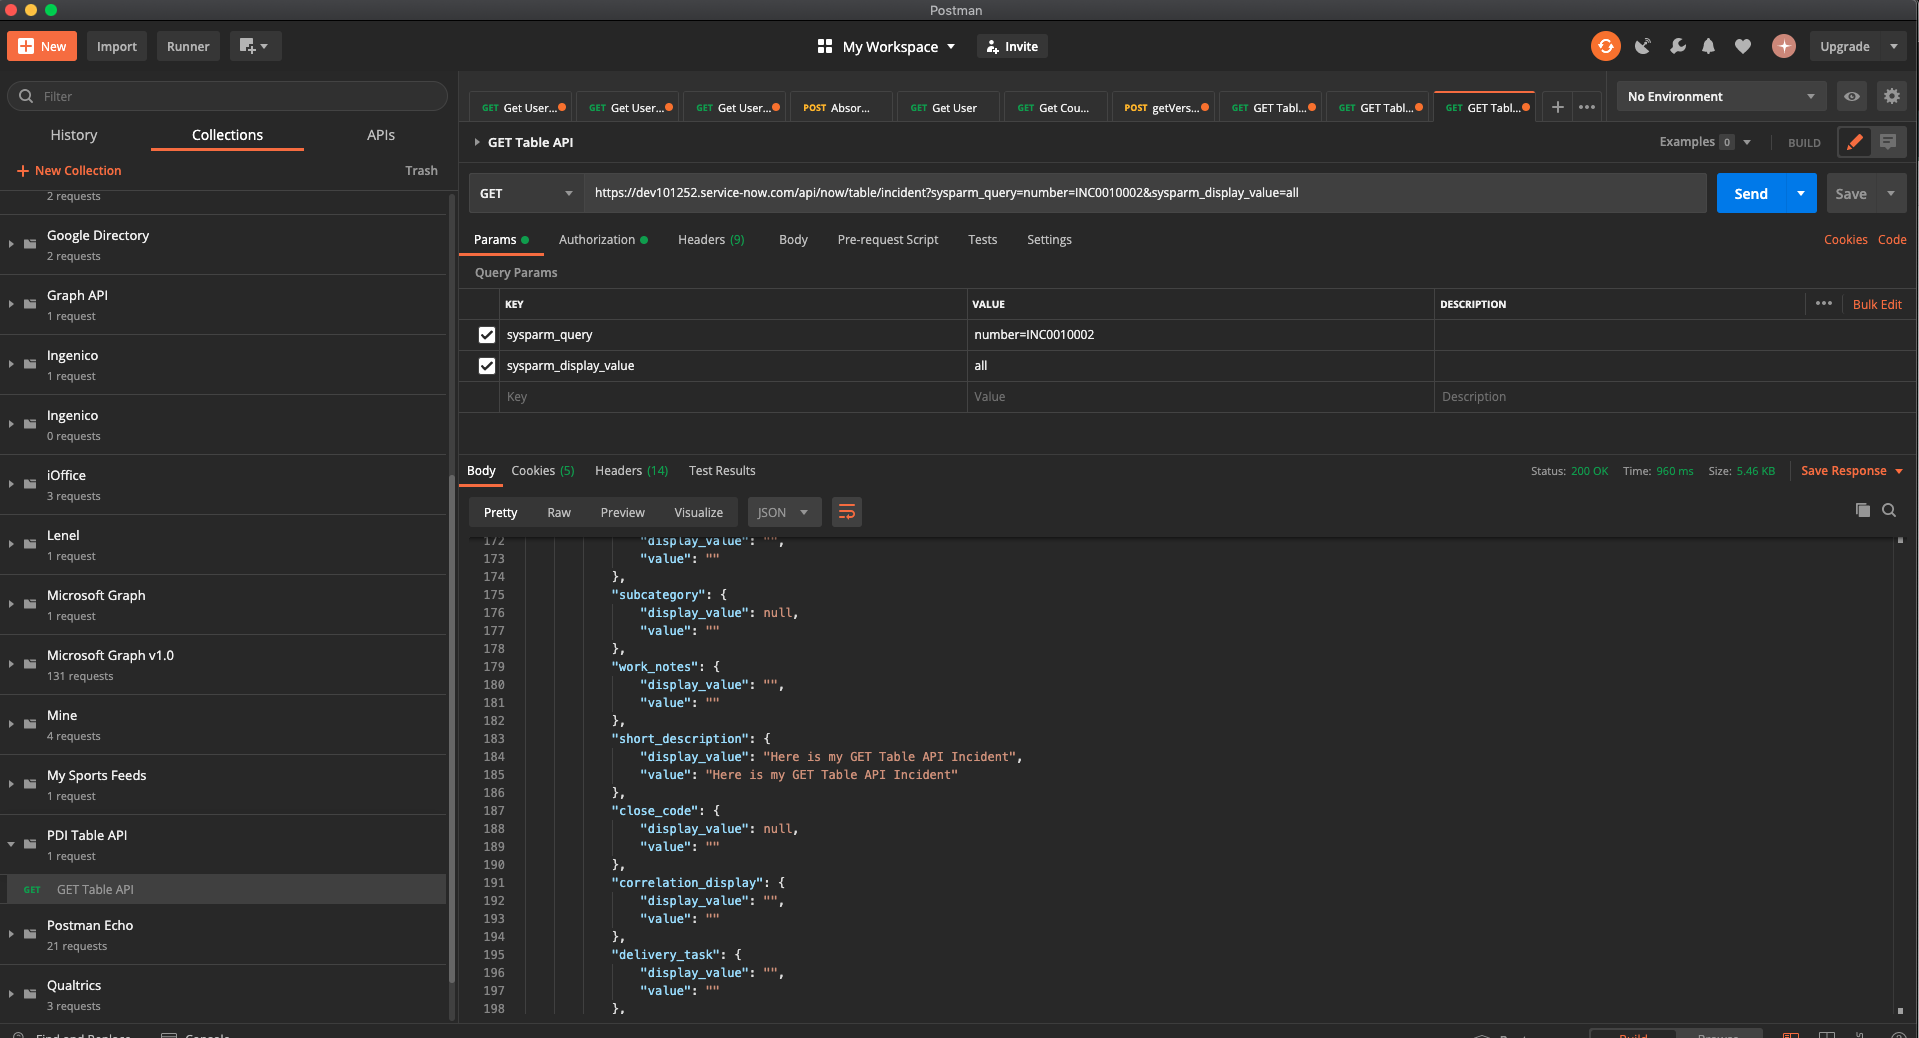 Postman
New
Import
Runner
My Workspace
Invite
Upgrade
Filter
History
Collections
APIs
New Collection
Trash
2 requests
Google Directory
2 requests
Graph API
1 request
Ingenico
1 request
Ingenico
0 requests
iOffice
3 requests
Lenel
1 request
Microsoft Graph
1 request
Microsoft Graph v1.0
131 requests
Mine
4 requests
My Sports Feeds
1 request
PDI Table API
1 request
GET GET Table API
Postman Echo
21 requests
Qualtrics
3 requests
GET Get User...
GET Get User...
GET Get User...
POST Absor...
GET Get User
GET Get Cou...
POST getVers...
GET GET Tabl...
GET GET Tabl...
GET GET Tabl...
No Environment
GET Table API
Examples 0
BUILD
GET
https://dev101252.service-now.com/api/now/table/incident?sysparm_query=number=INC0010002&sysparm_display_value=all
Send
Save
Params
Authorization
Headers (9)
Body
Pre-request Script
Tests
Settings
Cookies Code
Query Params
KEY VALUE DESCRIPTION
Bulk Edit
sysparm_query number=INC0010002
sysparm_display_value all
Key Value Description
Body
Cookies (5)
Headers (14)
Test Results
Status: 200 OK Time: 960 ms Size: 5.46 KB
Save Response
Pretty Raw Preview Visualize JSON
172 "display_value": "",
173 "value": ""
174 },
175 "subcategory": {
176 "display_value": null,
177 "value": ""
178 },
179 "work_notes": {
180 "display_value": "",
181 "value": ""
182 },
183 "short_description": {
184 "display_value": "Here is my GET Table API Incident",
185 "value": "Here is my GET Table API Incident"
186 },
187 "close_code": {
188 "display_value": null,
189 "value": ""
190 },
191 "correlation_display": {
192 "display_value": "",
193 "value": ""
194 },
195 "delivery_task": {
196 "display_value": "",
197 "value": ""
198 },
Find and Replace
Console
Build
Browse